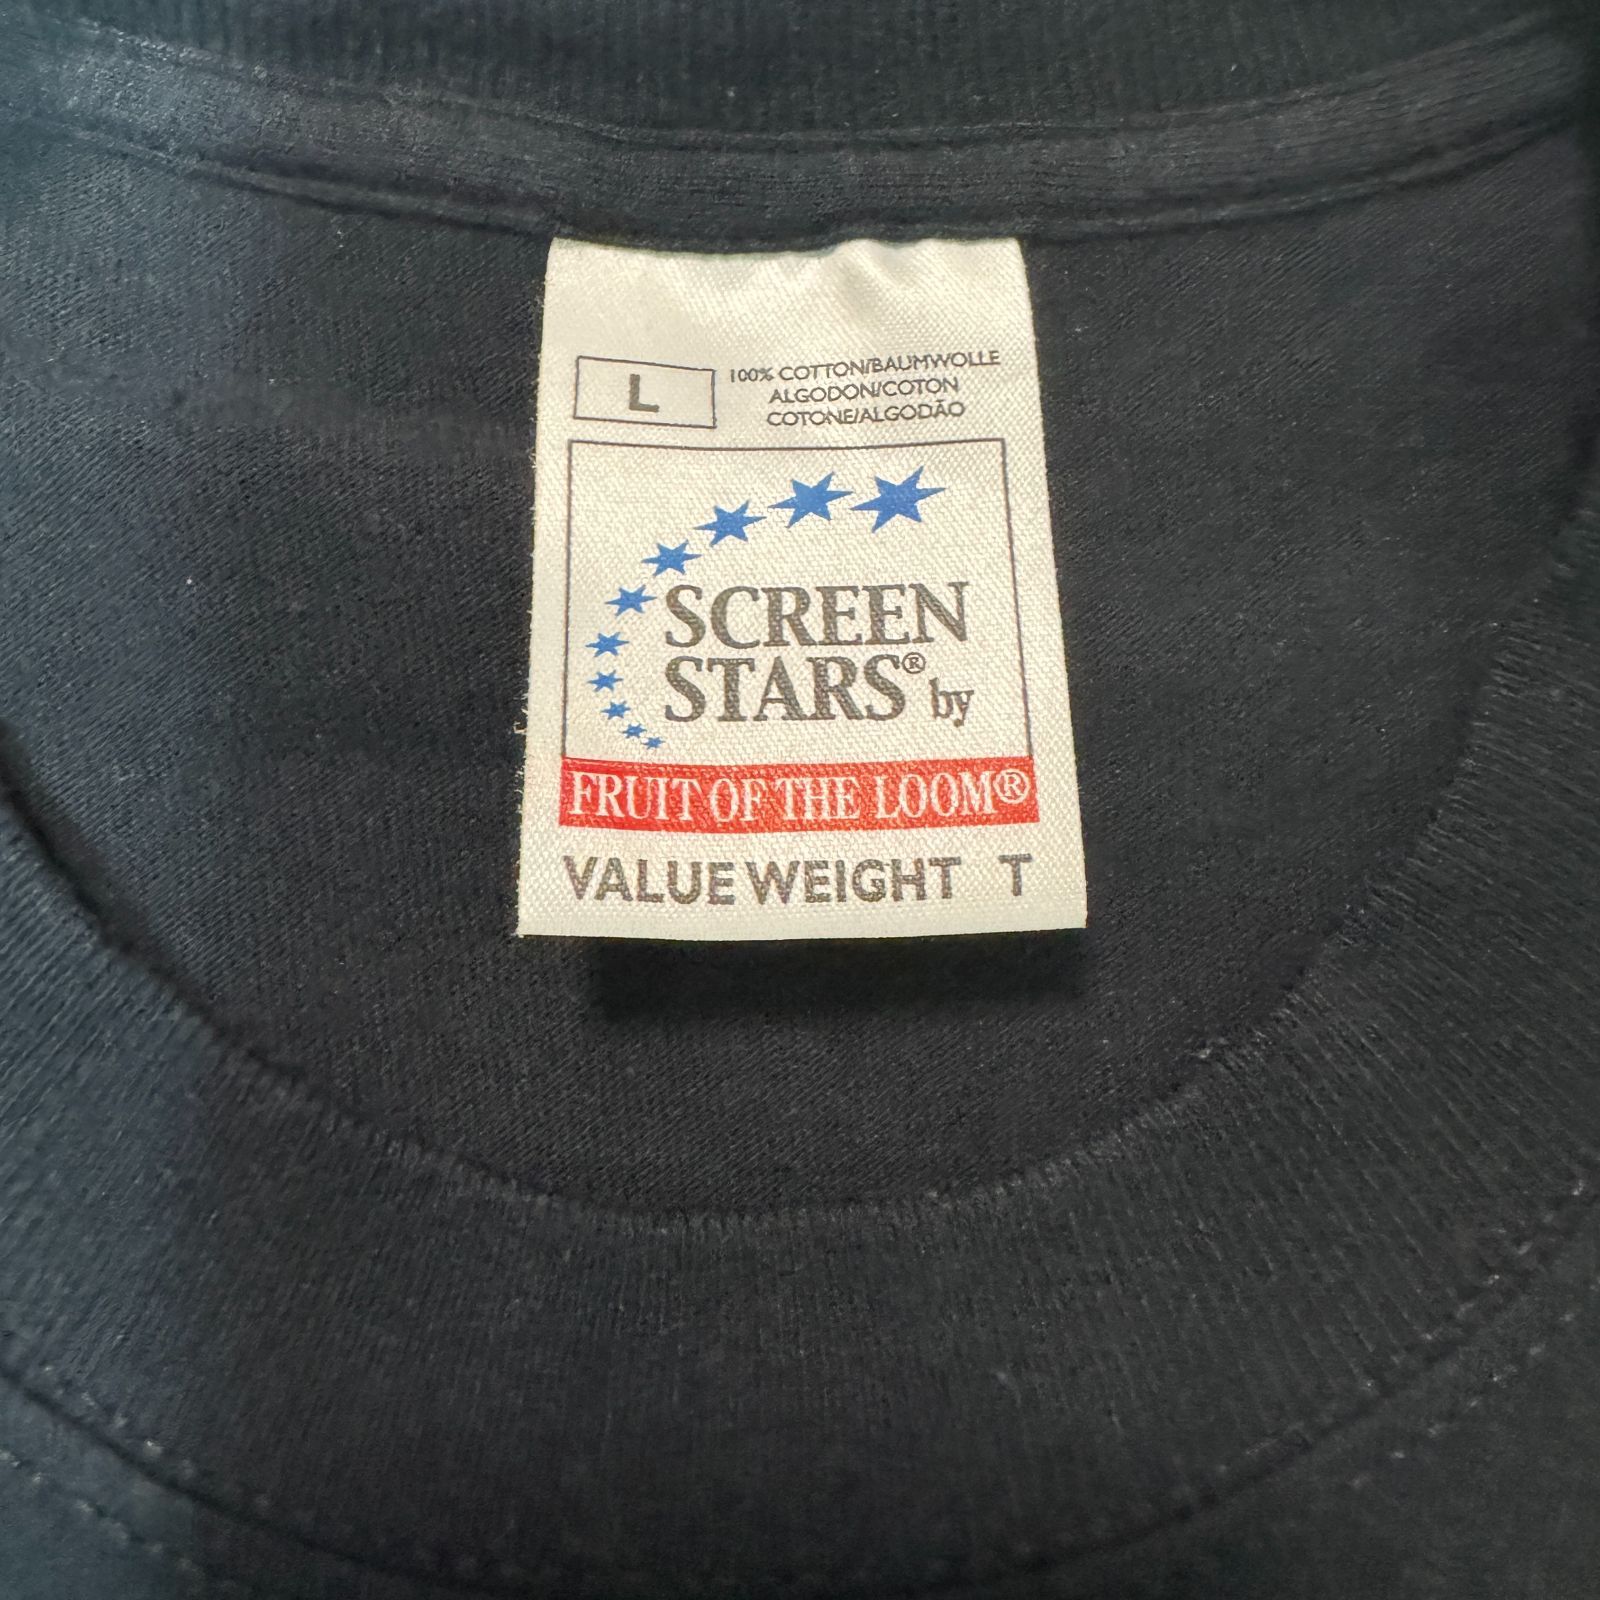 L
100% COTTON/BAUMWOLLE
ALGODON/COTON
COTONE/ALGODÃO
SCREEN
STARS® by
FRUIT OF THE LOOM®
VALUE WEIGHT T